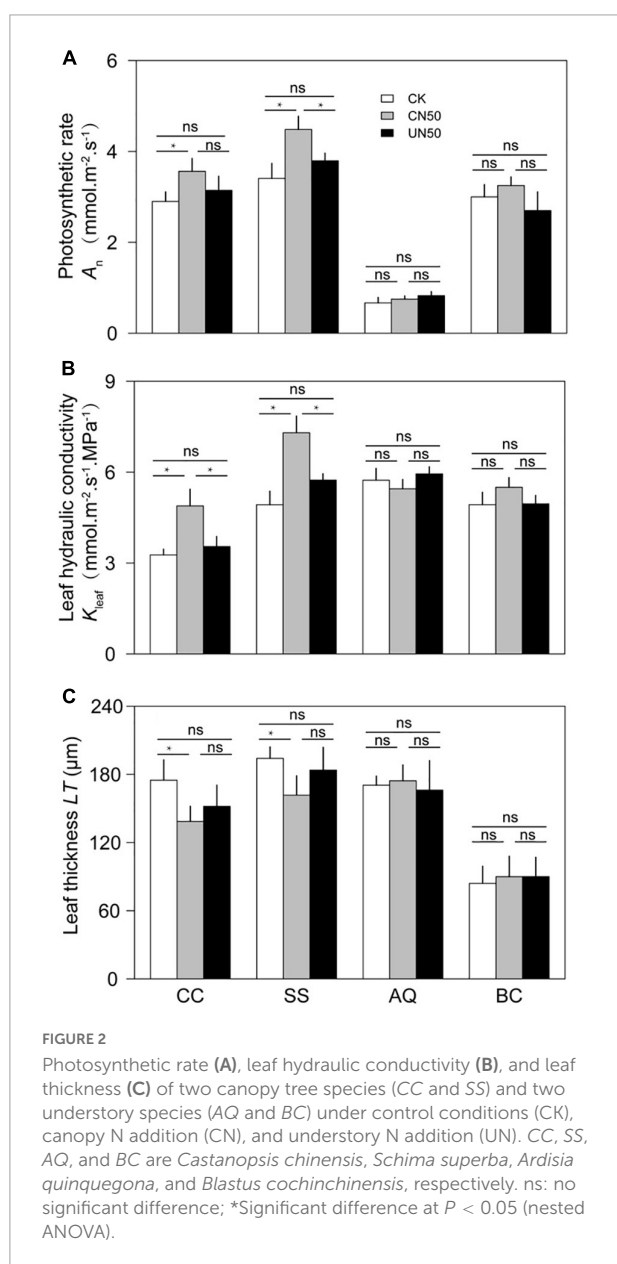 A
6
4
2
0
Photosynthetic rate
Aₙ (mmol.m⁻².s⁻¹)
CK
CN50
UN50
ns
* ns
ns
* *
ns
ns ns
ns
ns ns
B
9
6
3
0
Leaf hydraulic conductivity
K_leaf (mmol.m⁻².s⁻¹.MPa⁻¹)
ns
* *
ns
* *
ns
ns ns
ns
ns ns
C
240
180
120
60
0
Leaf thickness LT (μm)
ns
* ns
ns
* ns
ns
ns ns
ns
ns ns
CC SS AQ BC
FIGURE 2
Photosynthetic rate (A), leaf hydraulic conductivity (B), and leaf
thickness (C) of two canopy tree species (CC and SS) and two
understory species (AQ and BC) under control conditions (CK),
canopy N addition (CN), and understory N addition (UN). CC, SS,
AQ, and BC are Castanopsis chinensis, Schima superba, Ardisia
quinquegona, and Blastus cochinchinensis, respectively. ns: no
significant difference; *Significant difference at P < 0.05 (nested
ANOVA).